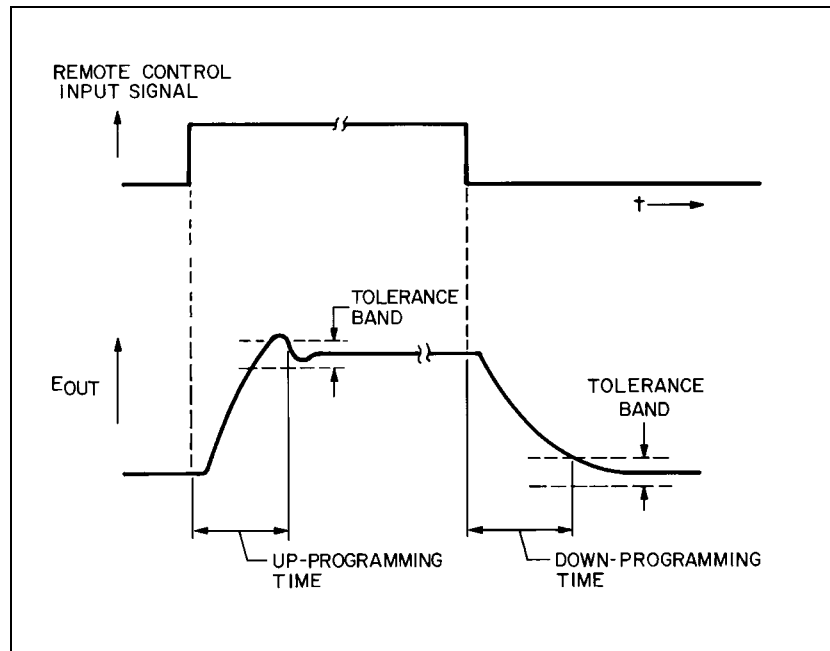 REMOTE CONTROL
INPUT SIGNAL
t
TOLERANCE
BAND
EOUT
TOLERANCE
BAND
UP-PROGRAMMING
TIME
DOWN-PROGRAMMING
TIME